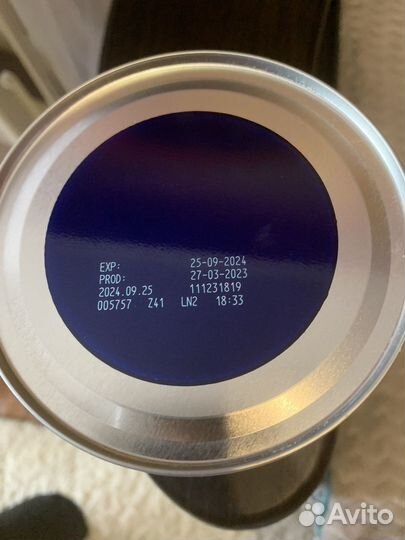 EXP: 25-09-2024
PROD: 27-03-2023
2024.09.25 111231819
005757 Z41 LN2 18:33
Avito